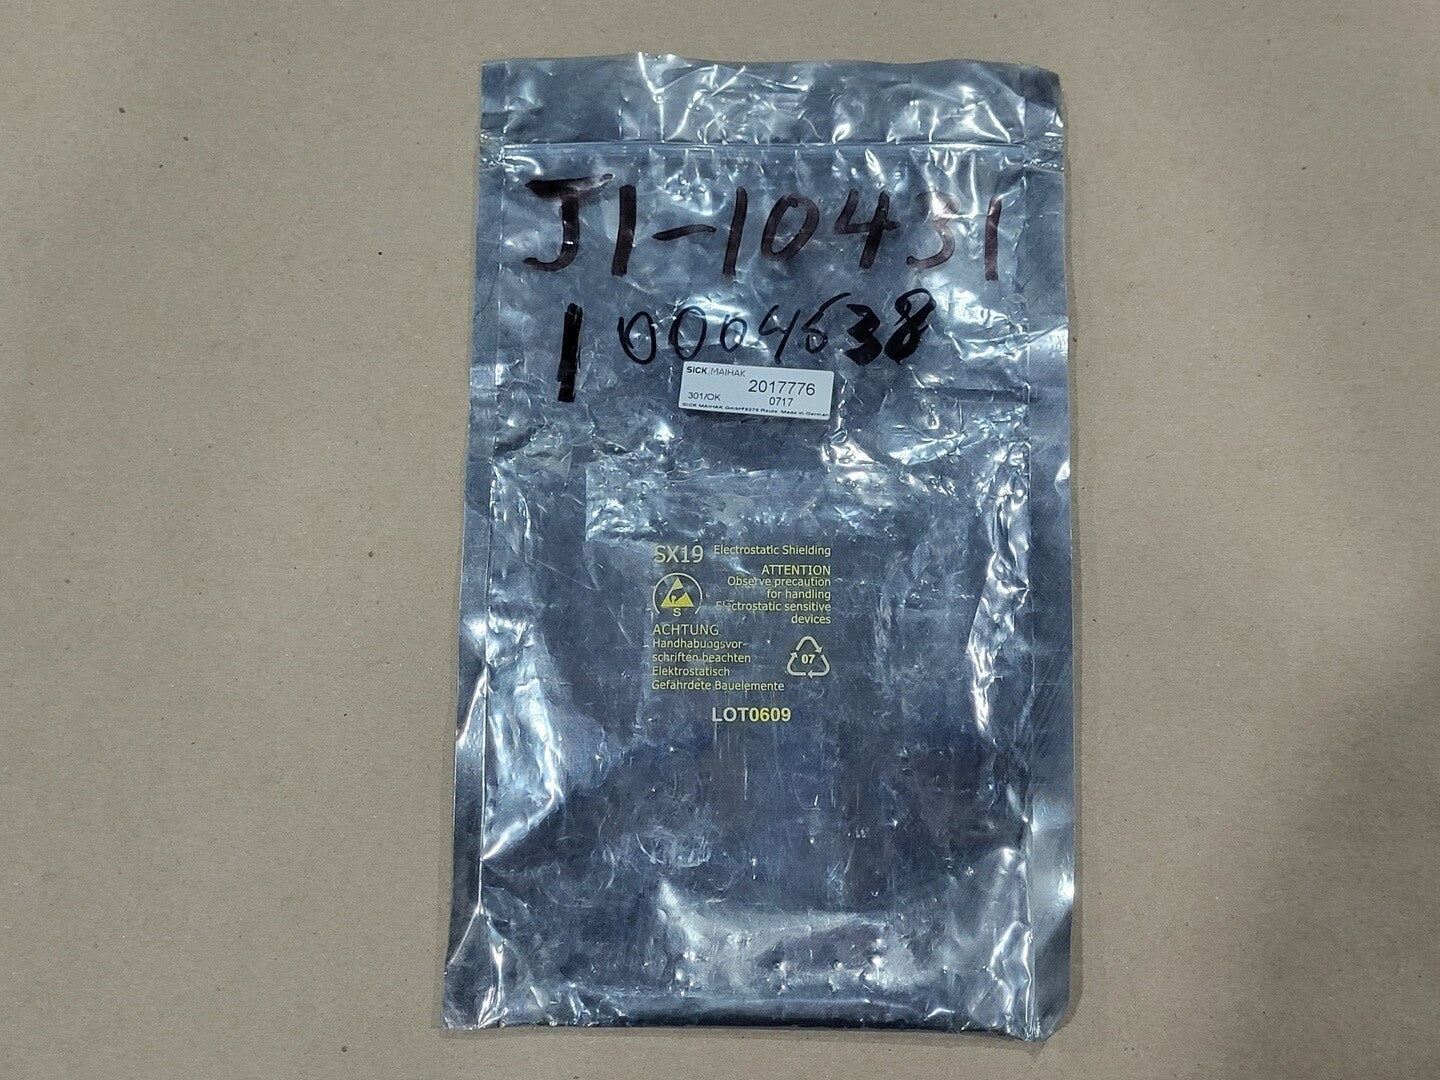 J1-10431
10004538
SICK MAIHAK
2017776
301/OK
0717
SX19
Electrostatic Shielding
ATTENTION
Observe precaution
for handling
Electrostatic sensitive
devices
S
ACHTUNG
Handhabungsvor-
schriften beachten
Elektrostatisch
Gefährdete Bauelemente
07
LOT0609